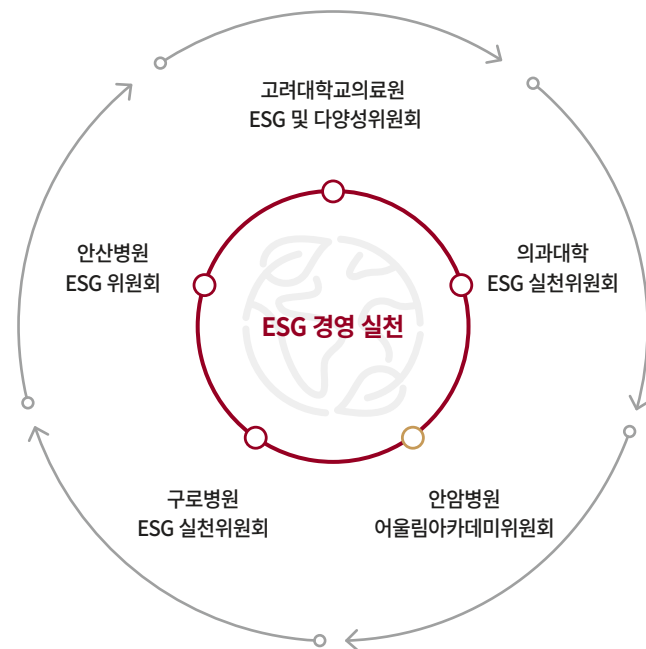 고려대학교의료원
ESG 및 다양성위원회
안산병원
ESG 위원회
의과대학
ESG 실천위원회
ESG 경영 실천
구로병원
ESG 실천위원회
안암병원
어울림아카데미위원회